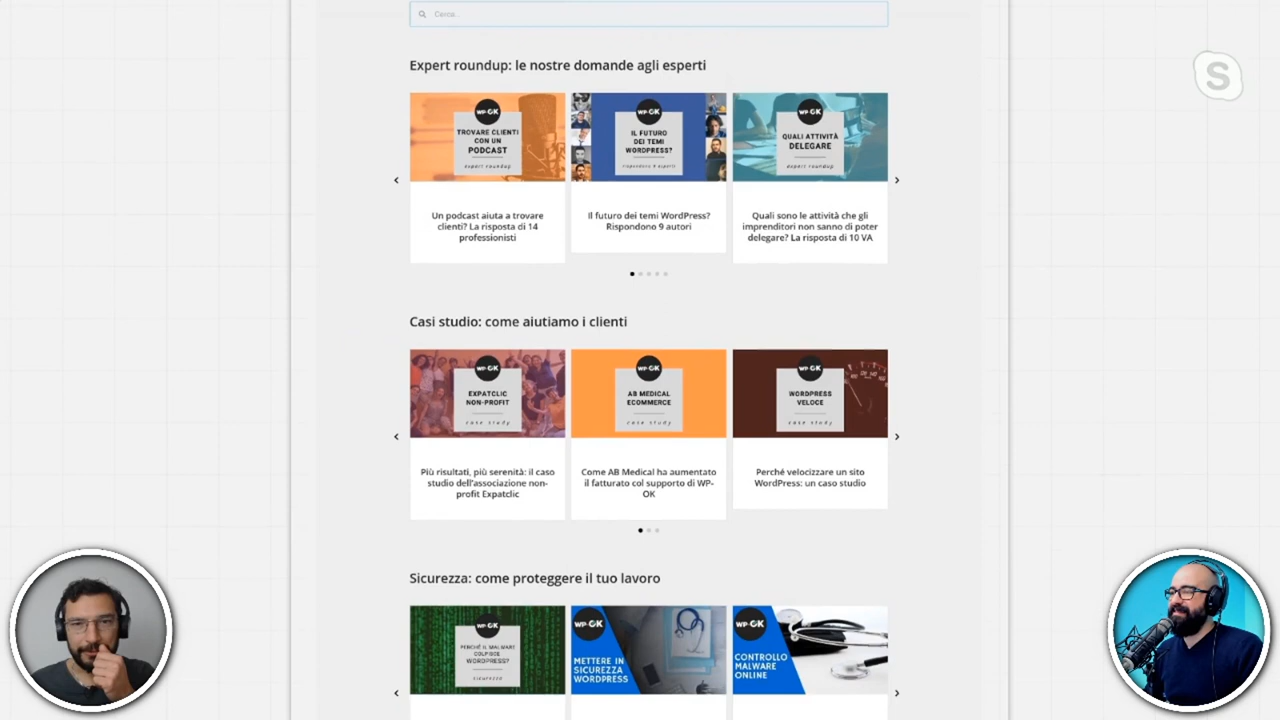 Cerca...
S
Expert roundup: le nostre domande agli esperti
WP-OK
TROVARE CLIENTI
CON UN
PODCAST
expert roundup
WP-OK
IL FUTURO
DEI TEMI
WORDPRESS?
rispondono 9 esperti
WP-OK
QUALI ATTIVITÀ
DELEGARE
expert roundup
Un podcast aiuta a trovare
clienti? La risposta di 14
professionisti
Il futuro dei temi WordPress?
Rispondono 9 autori
Quali sono le attività che gli
imprenditori non sanno di poter
delegare? La risposta di 10 VA
Casi studio: come aiutiamo i clienti
WP-OK
EXPATCLIC
NON-PROFIT
case study
WP-OK
AB MEDICAL
ECOMMERCE
case study
WP-OK
WORDPRESS
VELOCE
case study
Più risultati, più serenità: il caso
studio dell'associazione non-
profit Expatclic
Come AB Medical ha aumentato
il fatturato col supporto di WP-
OK
Perché velocizzare un sito
WordPress: un caso studio
Sicurezza: come proteggere il tuo lavoro
WP-OK
PERCHÉ IL MALWARE
COLPISCE
WORDPRESS?
sicurezza
WP-OK
METTERE IN
SICUREZZA
WORDPRESS
WP-OK
CONTROLLO
MALWARE
ONLINE